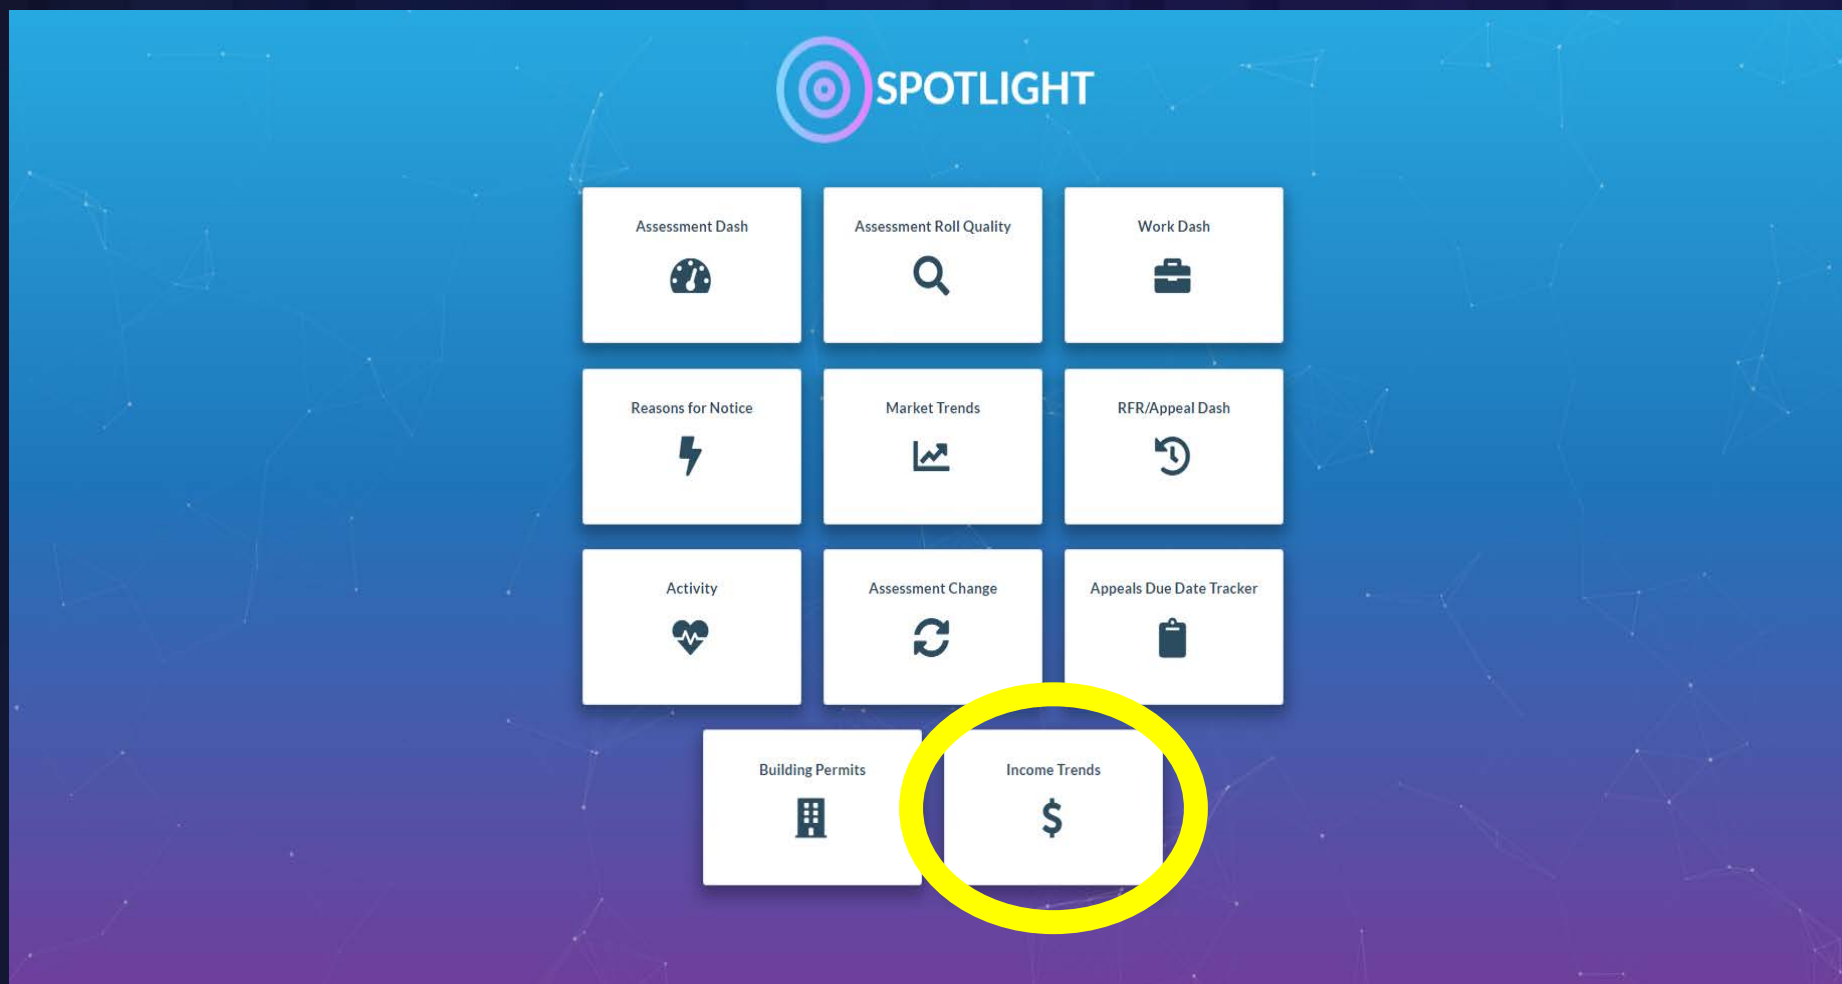 SPOTLIGHT
Assessment Dash
Assessment Roll Quality
Work Dash
Reasons for Notice
Market Trends
RFR/Appeal Dash
Activity
Assessment Change
Appeals Due Date Tracker
Building Permits
Income Trends
$